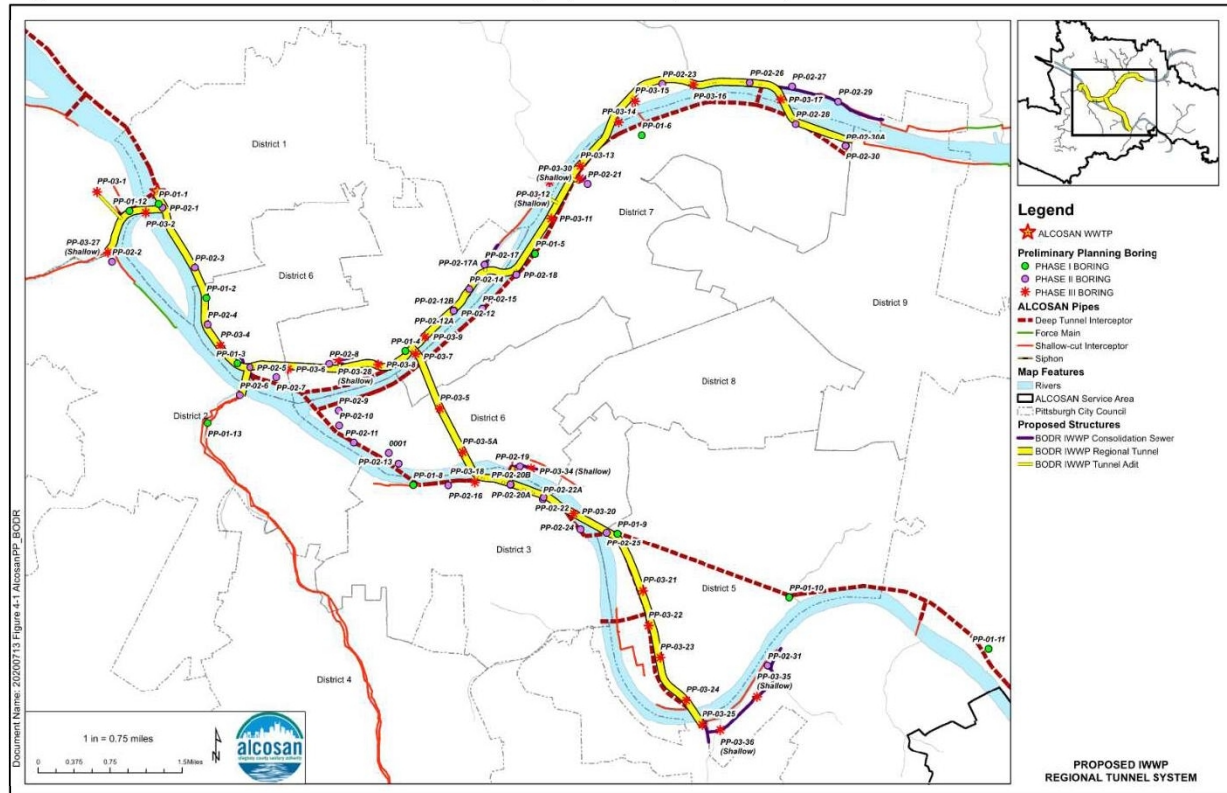 PP-02-23
PP-02-26
PP-02-27
PP-02-29
PP-03-15
PP-03-16
PP-03-17
PP-03-14
PP-02-28
PP-01-6
PP-02-30A
PP-02-30
District 1
PP-03-13
PP-03-30
(Shallow)
PP-02-21
PP-03-12
(Shallow)
District 7
PP-03-1
PP-01-1
PP-01-12
PP-02-1
PP-03-2
PP-03-11
PP-03-27
(Shallow)
PP-02-2
PP-01-5
PP-02-17
PP-02-17A
PP-02-3
District 6
PP-02-18
PP-02-14
PP-01-2
PP-02-15
PP-02-12B
PP-02-12
District 9
PP-02-4
PP-02-12A
PP-03-4
PP-03-9
PP-01-4
PP-03-7
PP-01-3
PP-02-8
PP-02-5
PP-03-6
PP-03-8
PP-03-28
(Shallow)
PP-02-7
PP-02-6
District 8
PP-02-9
PP-03-5
District 2
PP-02-10
District 6
PP-01-13
PP-02-11
0001
PP-03-5A
PP-02-13
PP-02-19
PP-01-8
PP-03-18
PP-03-34 (Shallow)
PP-02-20B
PP-02-16
PP-02-20A
PP-02-22A
PP-02-22
PP-03-20
PP-02-24
PP-01-9
PP-02-25
District 3
PP-03-21
District 5
PP-01-10
PP-03-22
PP-01-11
PP-03-23
PP-02-31
PP-03-35
(Shallow)
District 4
PP-03-24
PP-03-25
PP-03-36
(Shallow)
1 in = 0.75 miles
0 0.375 0.75 1.5Miles
N
alcosan
allegheny county sanitary authority
Document Name: 20200713 Figure 4-1 AlcosanPP_BODR
Legend
ALCOSAN WWTP
Preliminary Planning Boring
PHASE I BORING
PHASE II BORING
PHASE III BORING
ALCOSAN Pipes
Deep Tunnel Interceptor
Force Main
Shallow-cut Interceptor
Siphon
Map Features
Rivers
ALCOSAN Service Area
Pittsburgh City Council
Proposed Structures
BODR IWWP Consolidation Sewer
BODR IWWP Regional Tunnel
BODR IWWP Tunnel Adit
PROPOSED IWWP
REGIONAL TUNNEL SYSTEM